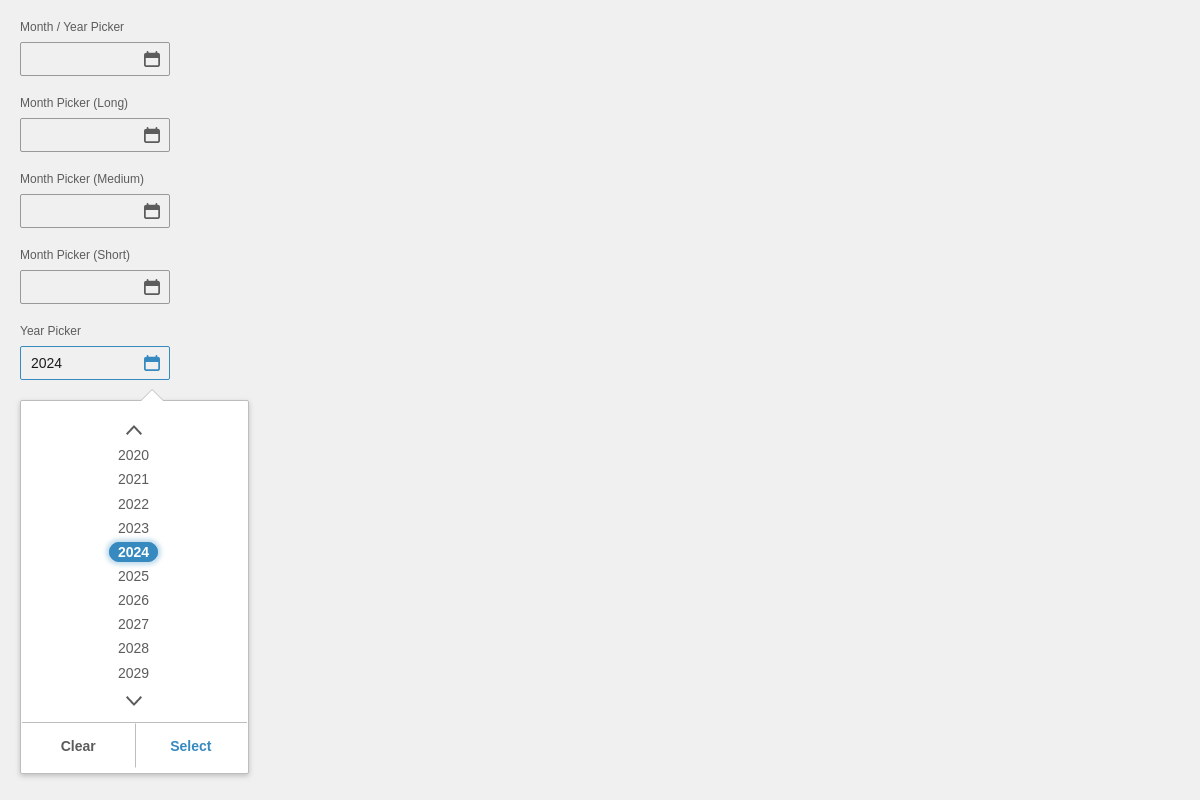 Month / Year Picker
Month Picker (Long)
Month Picker (Medium)
Month Picker (Short)
Year Picker
2024
2020
2021
2022
2023
2024
2025
2026
2027
2028
2029
Clear Select